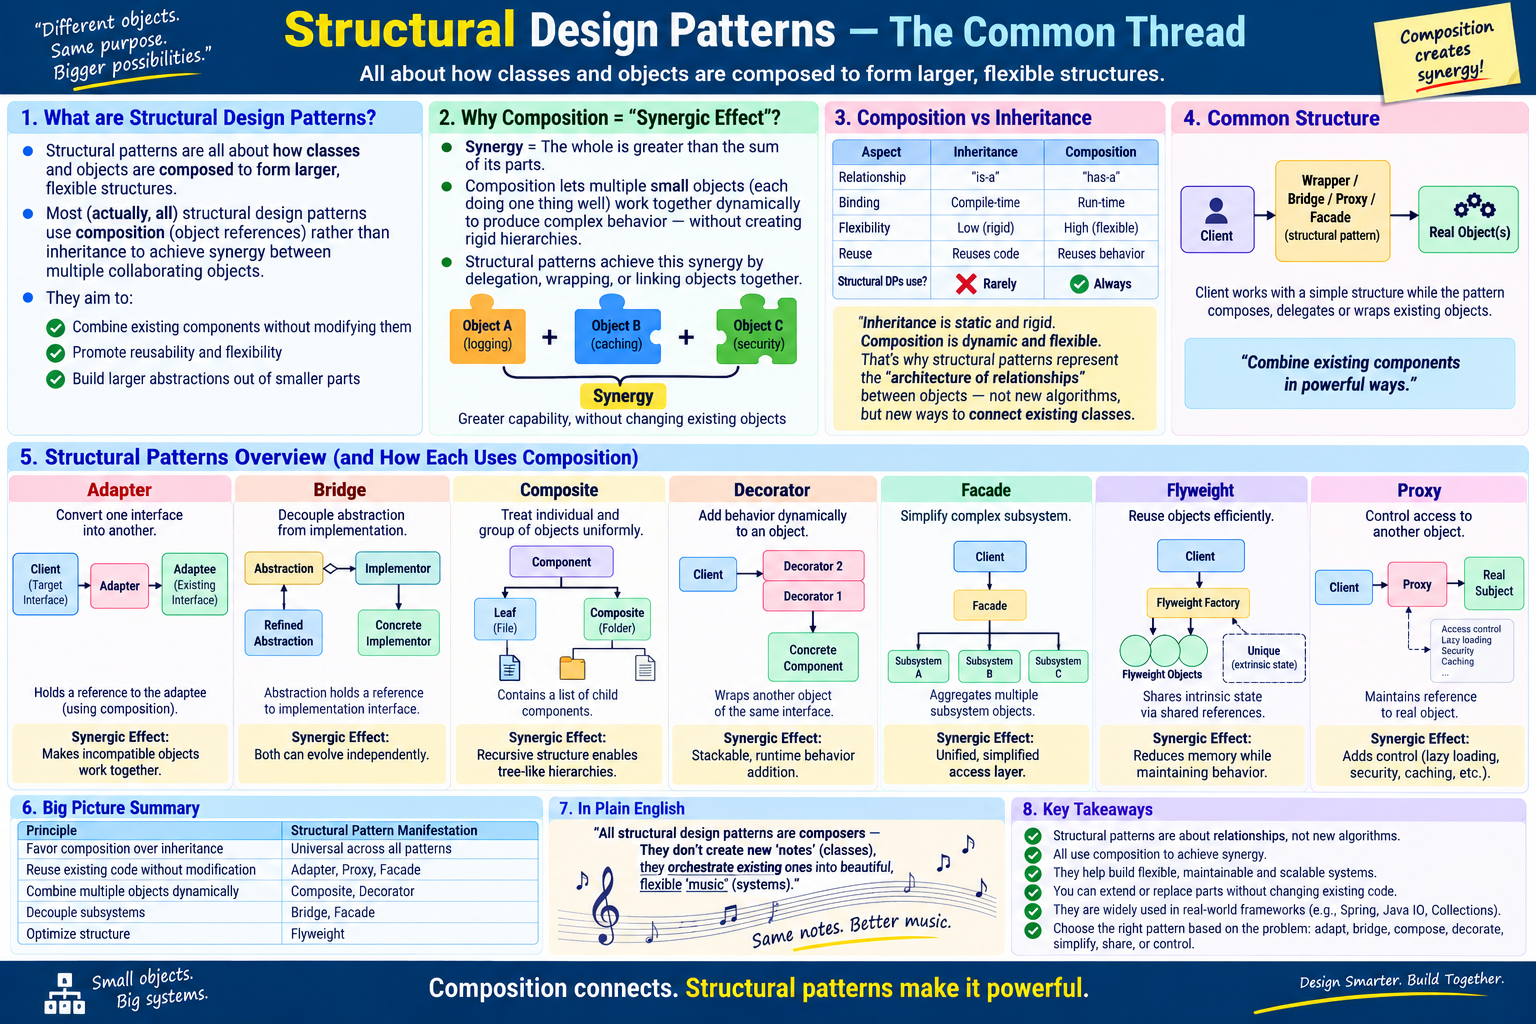 “Different objects.
Same purpose.
Bigger possibilities.”
Structural Design Patterns — The Common Thread
All about how classes and objects are composed to form larger, flexible structures.
Composition
creates
synergy!
1. What are Structural Design Patterns?
Structural patterns are all about how classes
and objects are composed to form larger,
flexible structures.
Most (actually, all) structural design patterns
use composition (object references) rather than
inheritance to achieve synergy between
multiple collaborating objects.
They aim to:
Combine existing components without modifying them
Promote reusability and flexibility
Build larger abstractions out of smaller parts
2. Why Composition = “Synergic Effect”?
Synergy = The whole is greater than the sum
of its parts.
Composition lets multiple small objects (each
doing one thing well) work together dynamically
to produce complex behavior — without creating
rigid hierarchies.
Structural patterns achieve this synergy by
delegation, wrapping, or linking objects together.
Object A
(logging)
+
Object B
(caching)
+
Object C
(security)
Synergy
Greater capability, without changing existing objects
3. Composition vs Inheritance
Aspect Inheritance Composition
Relationship “is-a” “has-a”
Binding Compile-time Run-time
Flexibility Low (rigid) High (flexible)
Reuse Reuses code Reuses behavior
Structural DPs use? Rarely Always
"Inheritance is static and rigid.
Composition is dynamic and flexible.
That's why structural patterns represent
the “architecture of relationships”
between objects — not new algorithms,
but new ways to connect existing classes.
4. Common Structure
Client
Wrapper /
Bridge / Proxy /
Facade
(structural pattern)
Real Object(s)
Client works with a simple structure while the pattern
composes, delegates or wraps existing objects.
“Combine existing components
in powerful ways.”
5. Structural Patterns Overview (and How Each Uses Composition)
Adapter
Convert one interface
into another.
Client
(Target
Interface)
Adapter
Adaptee
(Existing
Interface)
Holds a reference to the adaptee
(using composition).
Synergic Effect:
Makes incompatible objects
work together.
Bridge
Decouple abstraction
from implementation.
Abstraction
Implementor
Refined
Abstraction
Concrete
Implementor
Abstraction holds a reference
to implementation interface.
Synergic Effect:
Both can evolve independently.
Composite
Treat individual and
group of objects uniformly.
Component
Leaf
(File)
Composite
(Folder)
Contains a list of child
components.
Synergic Effect:
Recursive structure enables
tree-like hierarchies.
Decorator
Add behavior dynamically
to an object.
Client
Decorator 2
Decorator 1
Concrete
Component
Wraps another object
of the same interface.
Synergic Effect:
Stackable, runtime behavior
addition.
Facade
Simplify complex subsystem.
Client
Facade
Subsystem
A
Subsystem
B
Subsystem
C
Aggregates multiple
subsystem objects.
Synergic Effect:
Unified, simplified
access layer.
Flyweight
Reuse objects efficiently.
Client
Flyweight Factory
Flyweight Objects
Unique
(extrinsic state)
Shares intrinsic state
via shared references.
Synergic Effect:
Reduces memory while
maintaining behavior.
Proxy
Control access to
another object.
Client
Proxy
Real
Subject
Access control
Lazy loading
Security
Caching
...
Maintains reference
to real object.
Synergic Effect:
Adds control (lazy loading,
security, caching, etc.).
6. Big Picture Summary
Principle Structural Pattern Manifestation
Favor composition over inheritance Universal across all patterns
Reuse existing code without modification Adapter, Proxy, Facade
Combine multiple objects dynamically Composite, Decorator
Decouple subsystems Bridge, Facade
Optimize structure Flyweight
7. In Plain English
“All structural design patterns are composers —
They don't create new 'notes' (classes),
they orchestrate existing ones into beautiful,
flexible 'music' (systems).”
Same notes. Better music.
8. Key Takeaways
Structural patterns are about relationships, not new algorithms.
All use composition to achieve synergy.
They help build flexible, maintainable and scalable systems.
You can extend or replace parts without changing existing code.
They are widely used in real-world frameworks (e.g., Spring, Java IO, Collections).
Choose the right pattern based on the problem: adapt, bridge, compose, decorate,
simplify, share, or control.
Small objects.
Big systems.
Composition connects. Structural patterns make it powerful.
Design Smarter. Build Together.